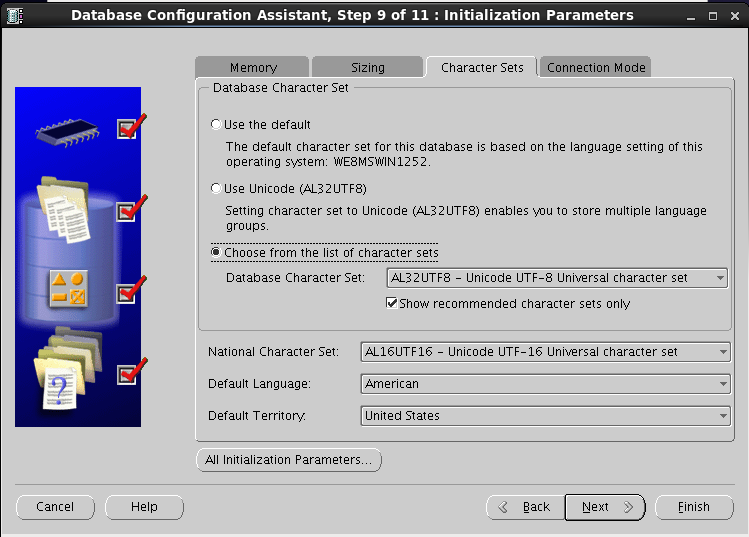 Database Configuration Assistant, Step 9 of 11 : Initialization Parameters
Memory
Sizing
Character Sets
Connection Mode
Database Character Set
Use the default
The default character set for this database is based on the language setting of this
operating system: WE8MSWIN1252.
Use Unicode (AL32UTF8)
Setting character set to Unicode (AL32UTF8) enables you to store multiple language
groups.
Choose from the list of character sets
Database Character Set: AL32UTF8 - Unicode UTF-8 Universal character set
Show recommended character sets only
National Character Set: AL16UTF16 - Unicode UTF-16 Universal character set
Default Language: American
Default Territory: United States
All Initialization Parameters...
Cancel
Help
Back
Next
Finish